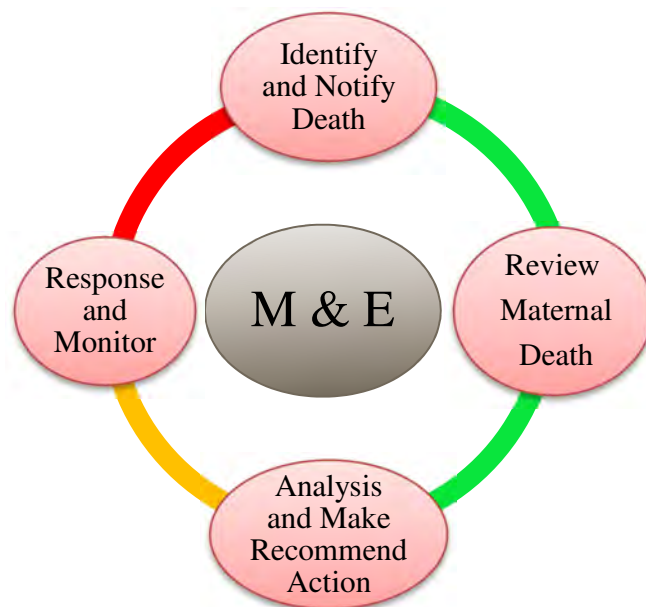 Identify
and Notify
Death
Response
and
Monitor
M & E
Review
Maternal
Death
Analysis
and Make
Recommend
Action